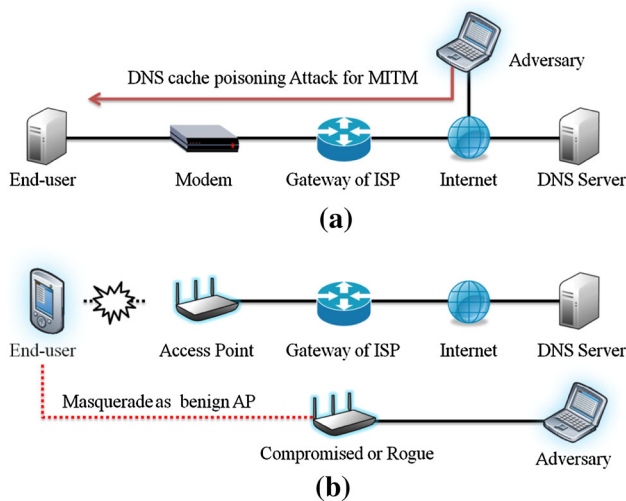 Adversary
DNS cache poisoning Attack for MITM
End-user
Modem
Gateway of ISP
Internet
DNS Server
(a)
End-user
Access Point
Gateway of ISP
Internet
DNS Server
Masquerade as benign AP
Compromised or Rogue
Adversary
(b)